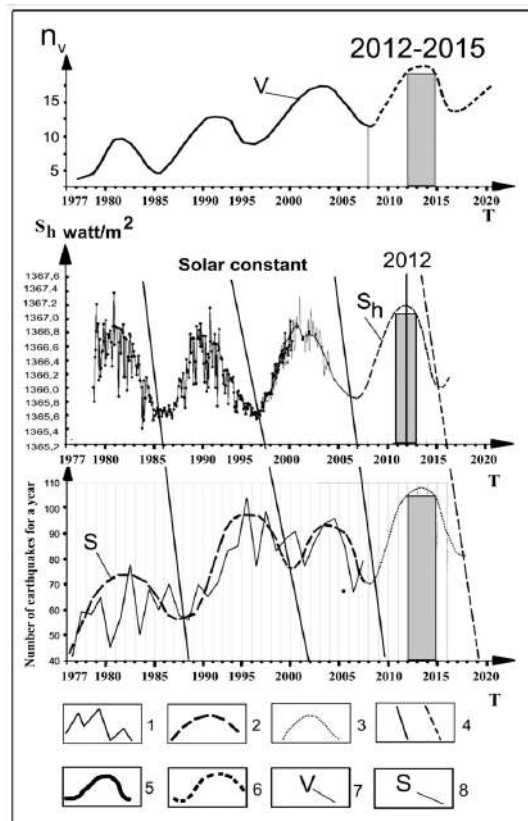 n_v
2012-2015
V
15
10
5
1977 1980 1985 1990 1995 2000 2005 2010 2015 2020
T
S_h watt/m²
Solar constant
2012
S_h
1367,6
1367,2
1367.3
1367,0
1366,8
1366,6
1366,4
1366,2
1366,0
1365,8
1365,6
1365,4
1365,2
1976 1980 1985 1990 1995 2000 2005 2010 2015 2020
T
Number of earthquakes for a year
S
110
100
90
80
70
60
50
40
1976 1980 1985 1990 1995 2000 2005 2010 2015 2020
T
1 2 3 4
5 6 V 7 S 8